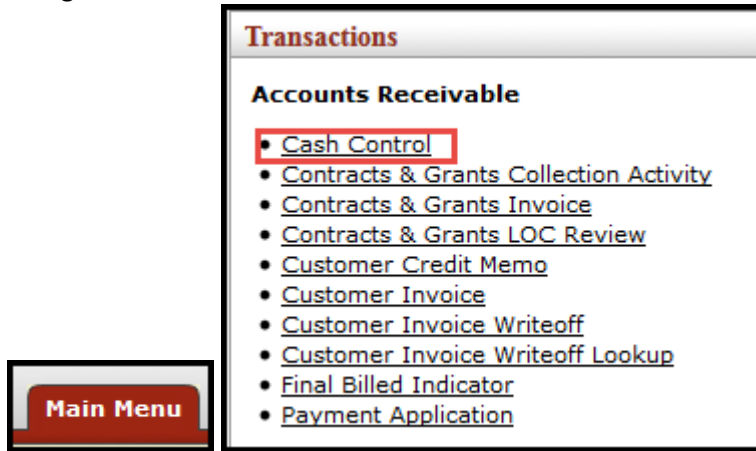 Transactions
Accounts Receivable
• Cash Control
• Contracts & Grants Collection Activity
• Contracts & Grants Invoice
• Contracts & Grants LOC Review
• Customer Credit Memo
• Customer Invoice
• Customer Invoice Writeoff
• Customer Invoice Writeoff Lookup
• Final Billed Indicator
• Payment Application
Main Menu